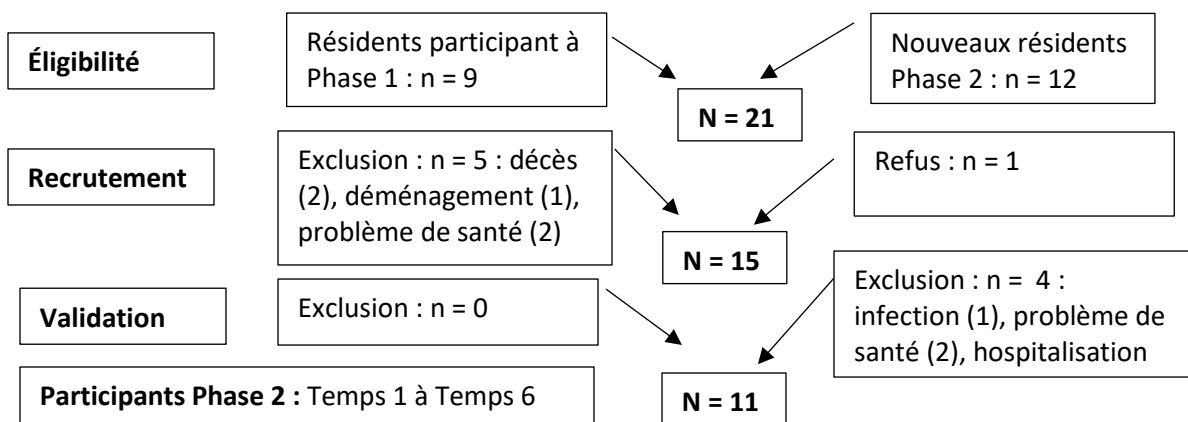 Éligibilité
Résidents participant à
Phase 1 : n = 9
Nouveaux résidents
Phase 2 : n = 12
N = 21
Recrutement
Exclusion : n = 5 : décès
(2), déménagement (1),
problème de santé (2)
Refus : n = 1
N = 15
Validation
Exclusion : n = 0
Exclusion : n =  4 :
infection (1), problème de
santé (2), hospitalisation
Participants Phase 2 : Temps 1 à Temps 6
N = 11